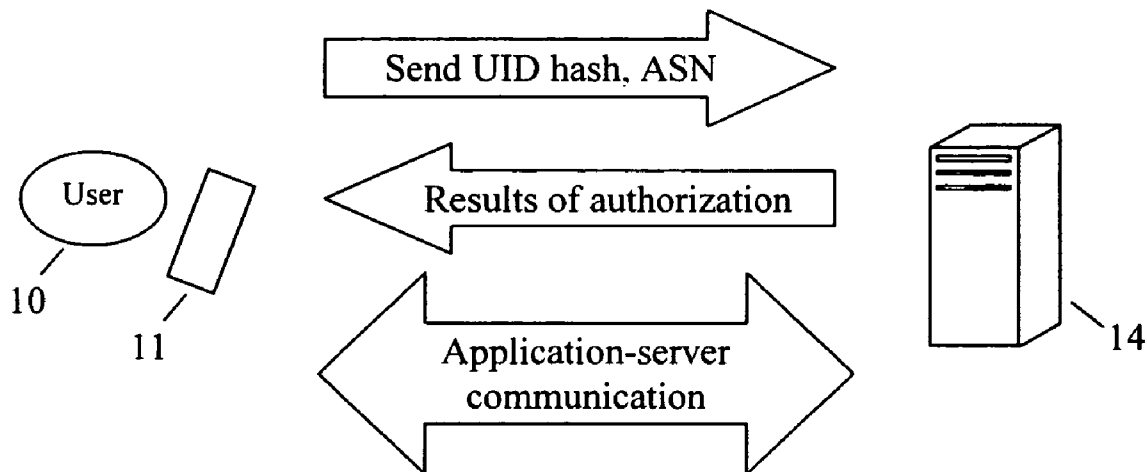 Send UID hash, ASN
User
Results of authorization
10
11
14
Application-server
communication